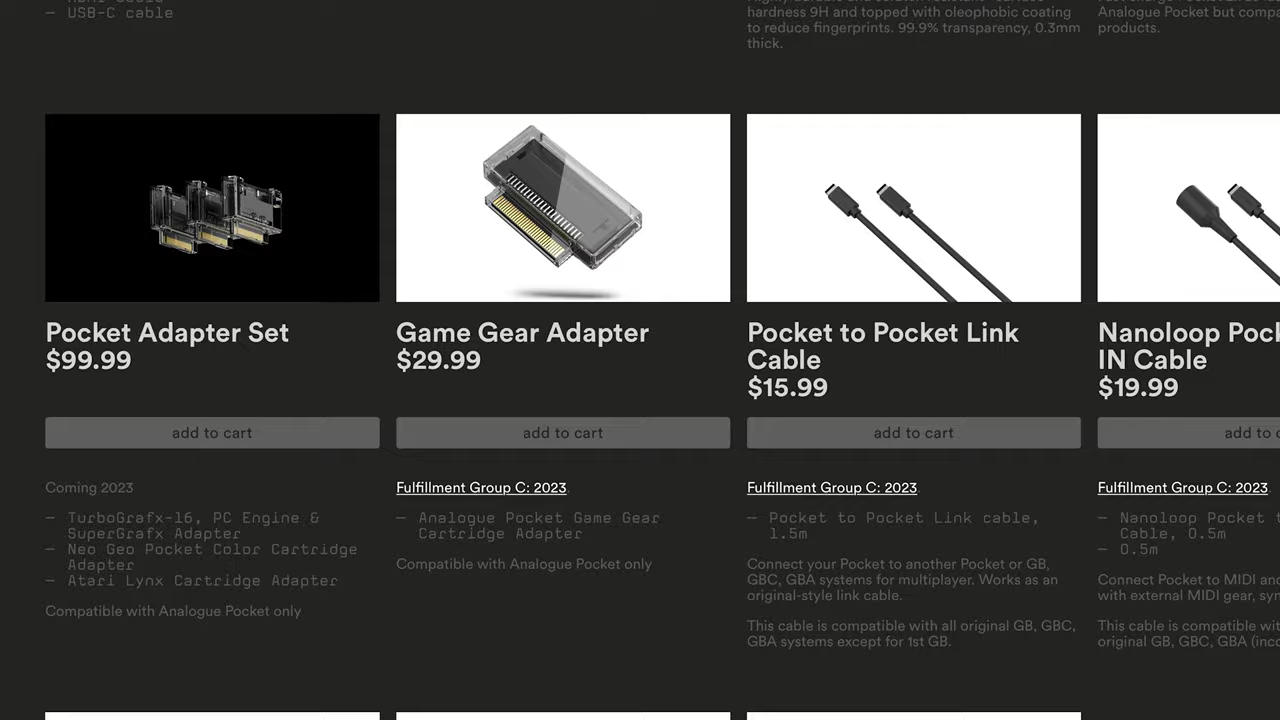 — USB-C cable
hardness 9H and topped with oleophobic coating
to reduce fingerprints. 99.9% transparency, 0.3mm
thick.
Analogue Pocket but compa
products.
Pocket Adapter Set
$99.99
add to cart
Coming 2023
— TurboGrafx-16, PC Engine &
SuperGrafx Adapter
— Neo Geo Pocket Color Cartridge
Adapter
— Atari Lynx Cartridge Adapter
Compatible with Analogue Pocket only
Game Gear Adapter
$29.99
add to cart
Fulfillment Group C: 2023
— Analogue Pocket Game Gear
Cartridge Adapter
Compatible with Analogue Pocket only
Pocket to Pocket Link
Cable
$15.99
add to cart
Fulfillment Group C: 2023
— Pocket to Pocket Link cable,
1.5m
Connect your Pocket to another Pocket or GB,
GBC, GBA systems for multiplayer. Works as an
original-style link cable.
This cable is compatible with all original GB, GBC,
GBA systems except for 1st GB.
Nanoloop Pock
IN Cable
$19.99
add to c
Fulfillment Group C: 2023
— Nanoloop Pocket t
Cable, 0.5m
— 0.5m
Connect Pocket to MIDI and
with external MIDI gear, syn
This cable is compatible wit
original GB, GBC, GBA (inco